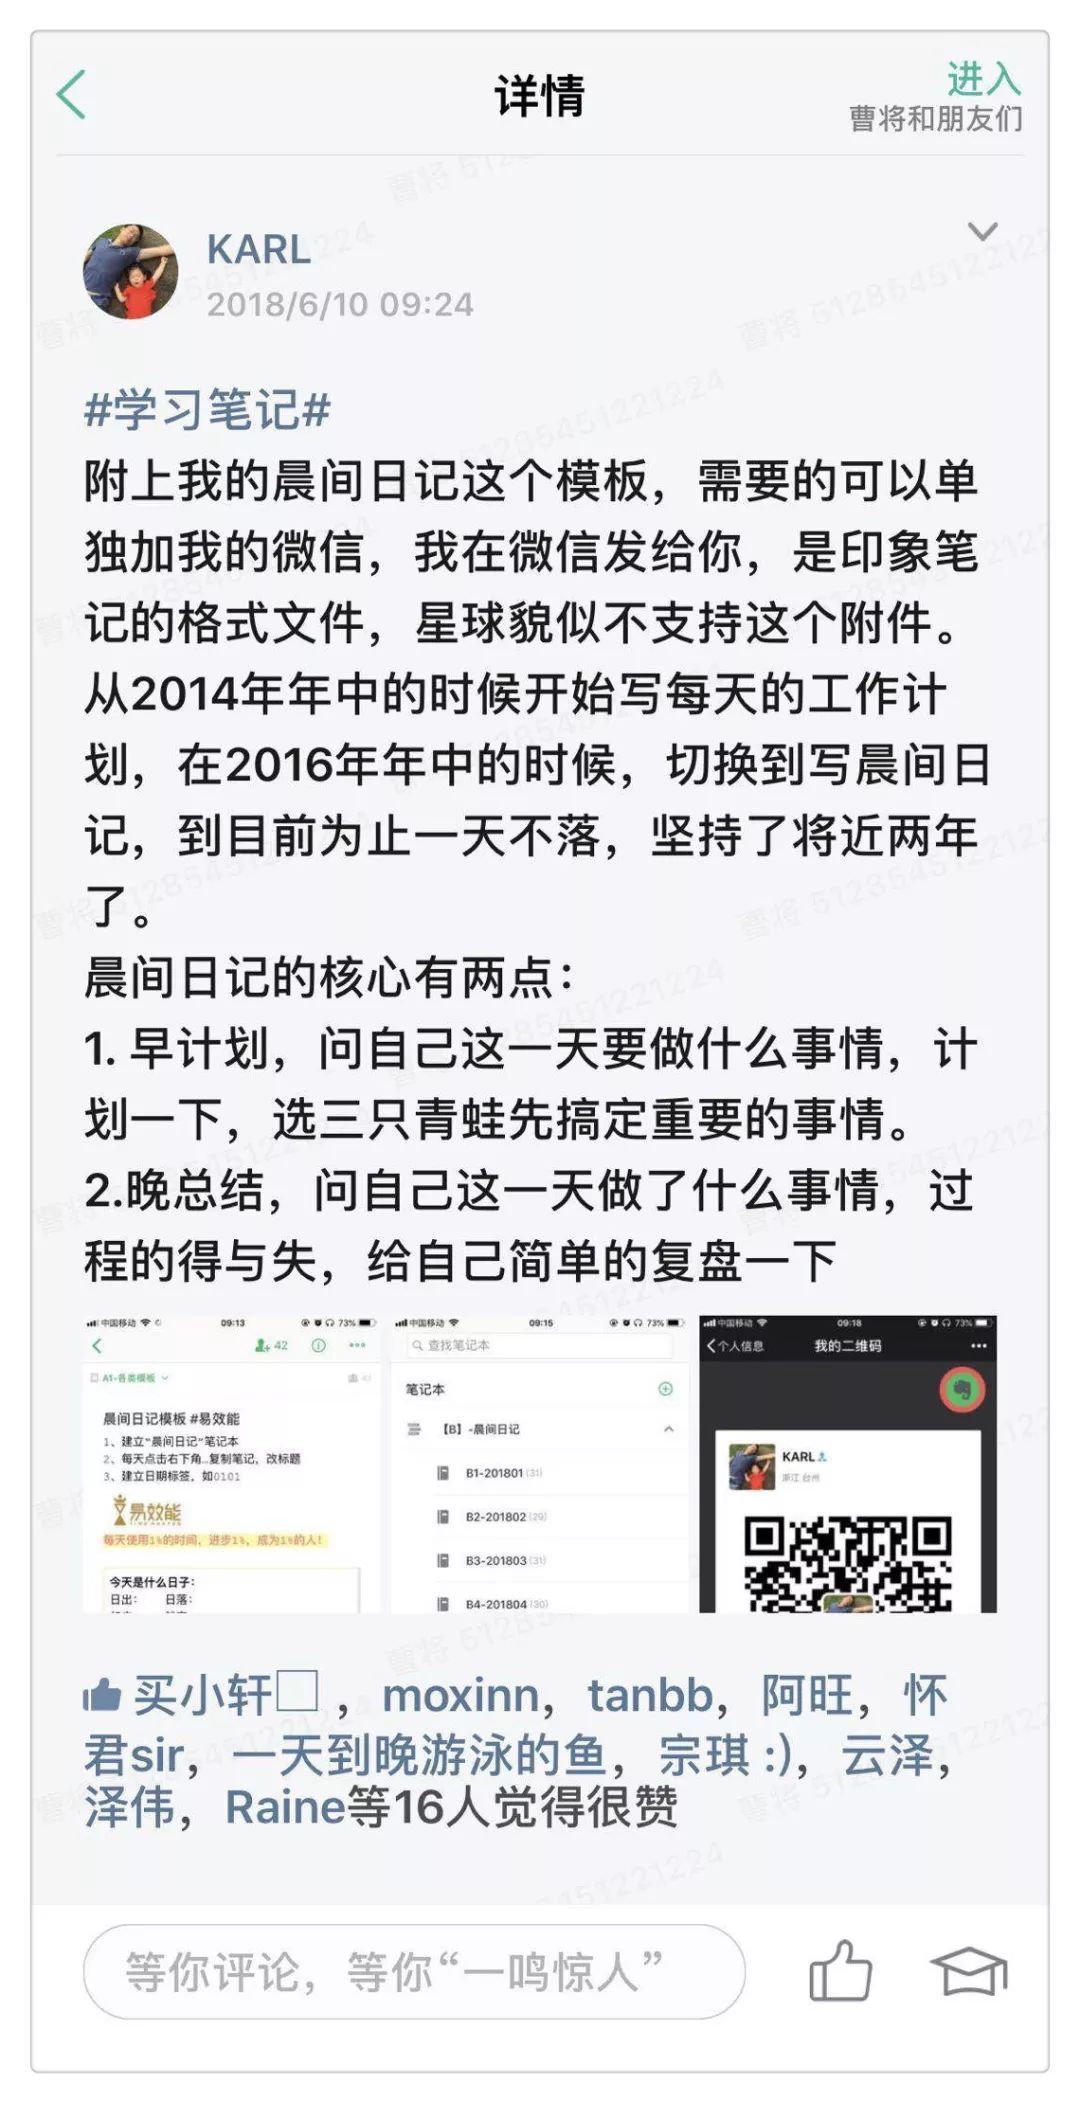 详情
进入
曹将和朋友们
KARL
2018/6/10 09:24
#学习笔记#
附上我的晨间日记这个模板，需要的可以单
独加我的微信，我在微信发给你，是印象笔
记的格式文件，星球貌似不支持这个附件。
从2014年年中的时候开始写每天的工作计
划，在2016年年中的时候，切换到写晨间日
记，到目前为止一天不落，坚持了将近两年
了。
晨间日记的核心有两点：
1. 早计划，问自己这一天要做什么事情，计
划一下，选三只青蛙先搞定重要的事情。
2.晚总结，问自己这一天做了什么事情，过
程的得与失，给自己简单的复盘一下
中国移动 09:13 73%
42
A1-各类模板
晨间日记模板 #易效能
1、建立“晨间日记”笔记本
2、每天点击右下角...复制笔记，改标题
3、建立日期标签，如0101
易效能
每天使用1%的时间，进步1%，成为1%的人！
今天是什么日子：
日出： 日落：
中国移动 09:15 73%
查找笔记本
笔记本
【B】-晨间日记
B1-201801 (31)
B2-201802 (29)
B3-201803 (31)
B4-201804 (30)
中国移动 09:18 73%
个人信息 我的二维码
KARL
浙江 台州
买小轩□，moxinn，tanbb，阿旺，怀
君sir，一天到晚游泳的鱼，宗琪 :)，云泽，
泽伟，Raine等16人觉得很赞
等你评论，等你“一鸣惊人”
曹将 51285451221224